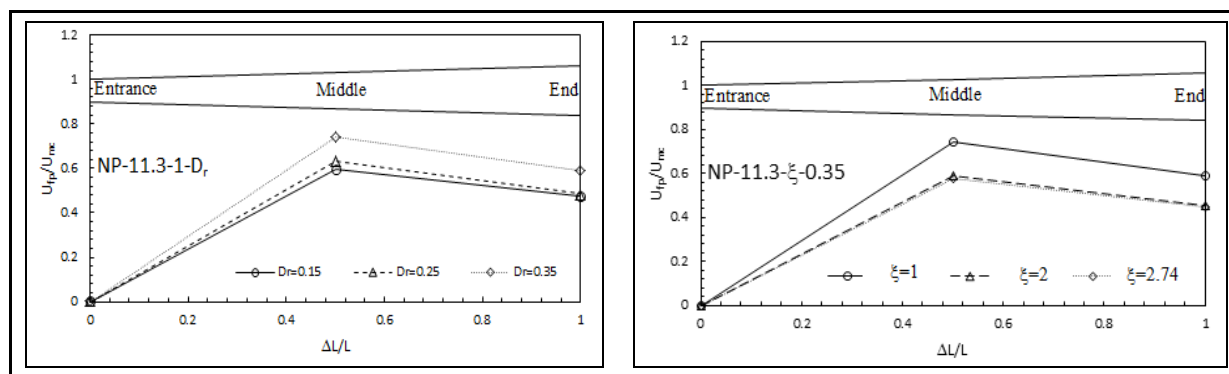 1.2
1
0.8
0.6
0.4
0.2
0
U_fp/U_mc
Entrance Middle End
NP-11.3-1-D_r
Dr=0.15 Dr=0.25 Dr=0.35
0 0.2 0.4 0.6 0.8 1
ΔL/L
1.2
1
0.8
0.6
0.4
0.2
0
U_fp/U_mc
Entrance Middle End
NP-11.3-ξ-0.35
ξ=1 ξ=2 ξ=2.74
0 0.2 0.4 0.6 0.8 1
ΔL/L